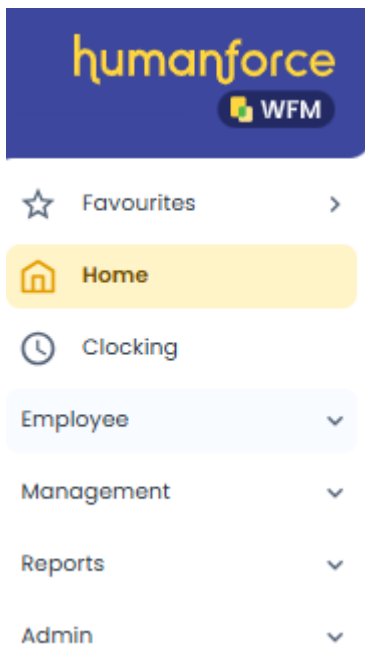 humanforce
WFM
Favourites
Home
Clocking
Employee
Management
Reports
Admin